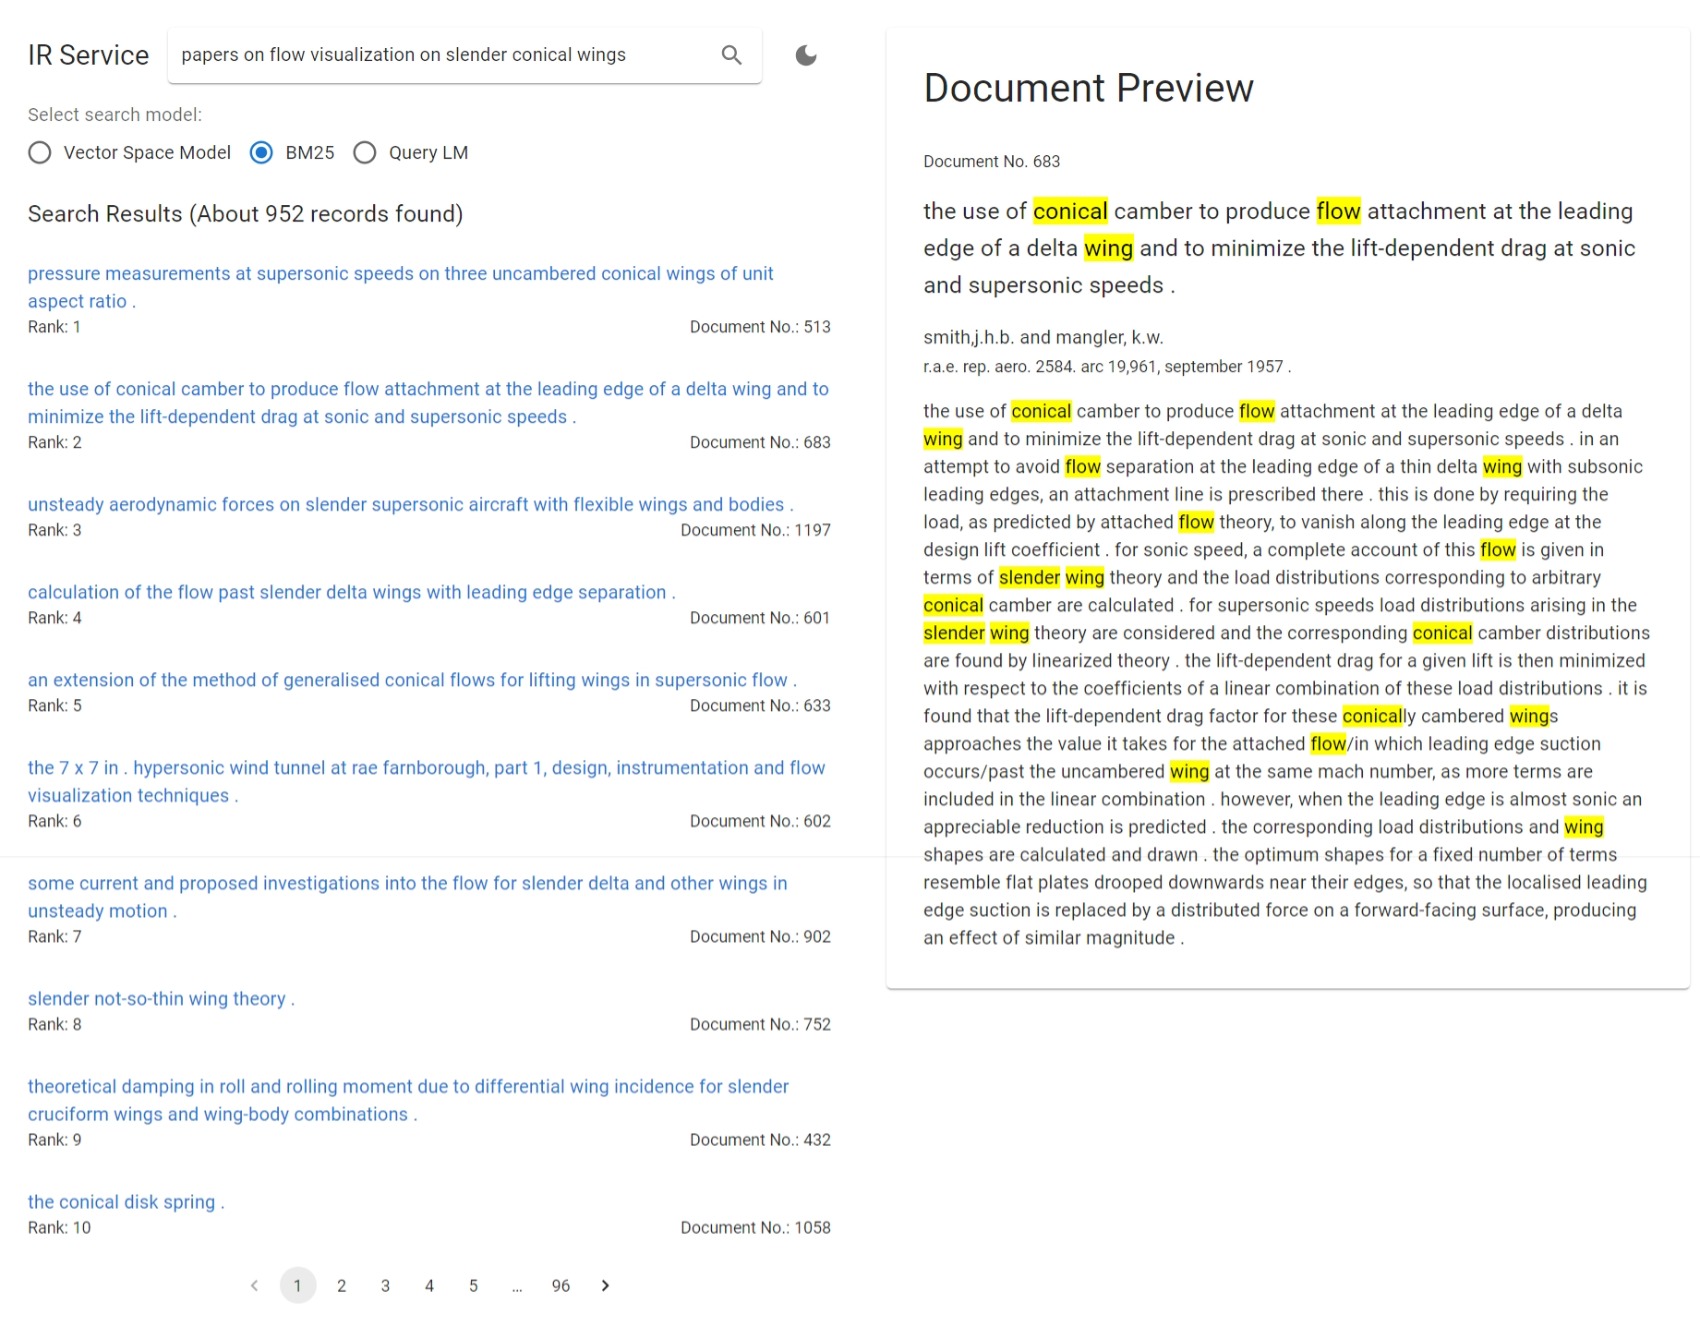 IR Service
papers on flow visualization on slender conical wings
Select search model:
Vector Space Model
BM25
Query LM
Search Results (About 952 records found)
pressure measurements at supersonic speeds on three uncambered conical wings of unit
aspect ratio .
Rank: 1
Document No.: 513
the use of conical camber to produce flow attachment at the leading edge of a delta wing and to
minimize the lift-dependent drag at sonic and supersonic speeds .
Rank: 2
Document No.: 683
unsteady aerodynamic forces on slender supersonic aircraft with flexible wings and bodies .
Rank: 3
Document No.: 1197
calculation of the flow past slender delta wings with leading edge separation .
Rank: 4
Document No.: 601
an extension of the method of generalised conical flows for lifting wings in supersonic flow .
Rank: 5
Document No.: 633
the 7 x 7 in . hypersonic wind tunnel at rae farnborough, part 1, design, instrumentation and flow
visualization techniques .
Rank: 6
Document No.: 602
some current and proposed investigations into the flow for slender delta and other wings in
unsteady motion .
Rank: 7
Document No.: 902
slender not-so-thin wing theory .
Rank: 8
Document No.: 752
theoretical damping in roll and rolling moment due to differential wing incidence for slender
cruciform wings and wing-body combinations .
Rank: 9
Document No.: 432
the conical disk spring .
Rank: 10
Document No.: 1058
1 2 3 4 5 ... 96
Document Preview
Document No. 683
the use of conical camber to produce flow attachment at the leading
edge of a delta wing and to minimize the lift-dependent drag at sonic
and supersonic speeds .
smith,j.h.b. and mangler, k.w.
r.a.e. rep. aero. 2584. arc 19,961, september 1957 .
the use of conical camber to produce flow attachment at the leading edge of a delta
wing and to minimize the lift-dependent drag at sonic and supersonic speeds . in an
attempt to avoid flow separation at the leading edge of a thin delta wing with subsonic
leading edges, an attachment line is prescribed there . this is done by requiring the
load, as predicted by attached flow theory, to vanish along the leading edge at the
design lift coefficient . for sonic speed, a complete account of this flow is given in
terms of slender wing theory and the load distributions corresponding to arbitrary
conical camber are calculated . for supersonic speeds load distributions arising in the
slender wing theory are considered and the corresponding conical camber distributions
are found by linearized theory . the lift-dependent drag for a given lift is then minimized
with respect to the coefficients of a linear combination of these load distributions . it is
found that the lift-dependent drag factor for these conically cambered wings
approaches the value it takes for the attached flow/in which leading edge suction
occurs/past the uncambered wing at the same mach number, as more terms are
included in the linear combination . however, when the leading edge is almost sonic an
appreciable reduction is predicted . the corresponding load distributions and wing
shapes are calculated and drawn . the optimum shapes for a fixed number of terms
resemble flat plates drooped downwards near their edges, so that the localised leading
edge suction is replaced by a distributed force on a forward-facing surface, producing
an effect of similar magnitude .